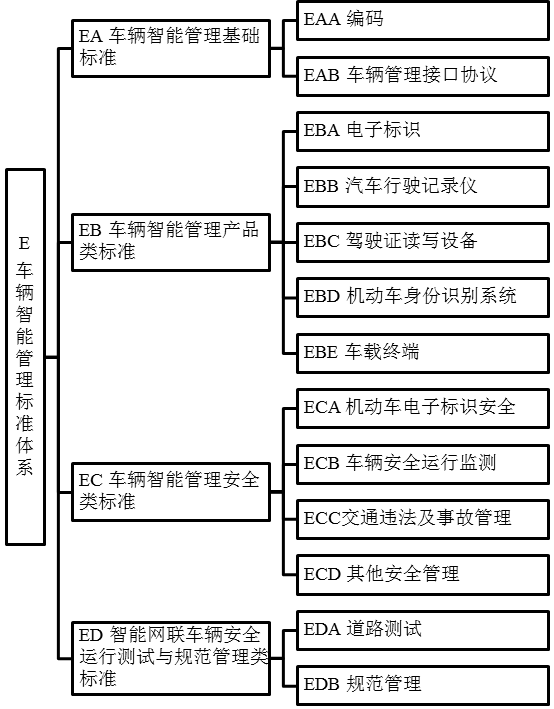 E
车
辆
智
能
管
理
标
准
体
系
EA 车辆智能管理基础
标准
EAA 编码
EAB 车辆管理接口协议
EB 车辆智能管理产品
类标准
EBA 电子标识
EBB 汽车行驶记录仪
EBC 驾驶证读写设备
EBD 机动车身份识别系统
EBE 车载终端
EC 车辆智能管理安全
类标准
ECA 机动车电子标识安全
ECB 车辆安全运行监测
ECC交通违法及事故管理
ECD 其他安全管理
ED 智能网联车辆安全
运行测试与规范管理类
标准
EDA 道路测试
EDB 规范管理